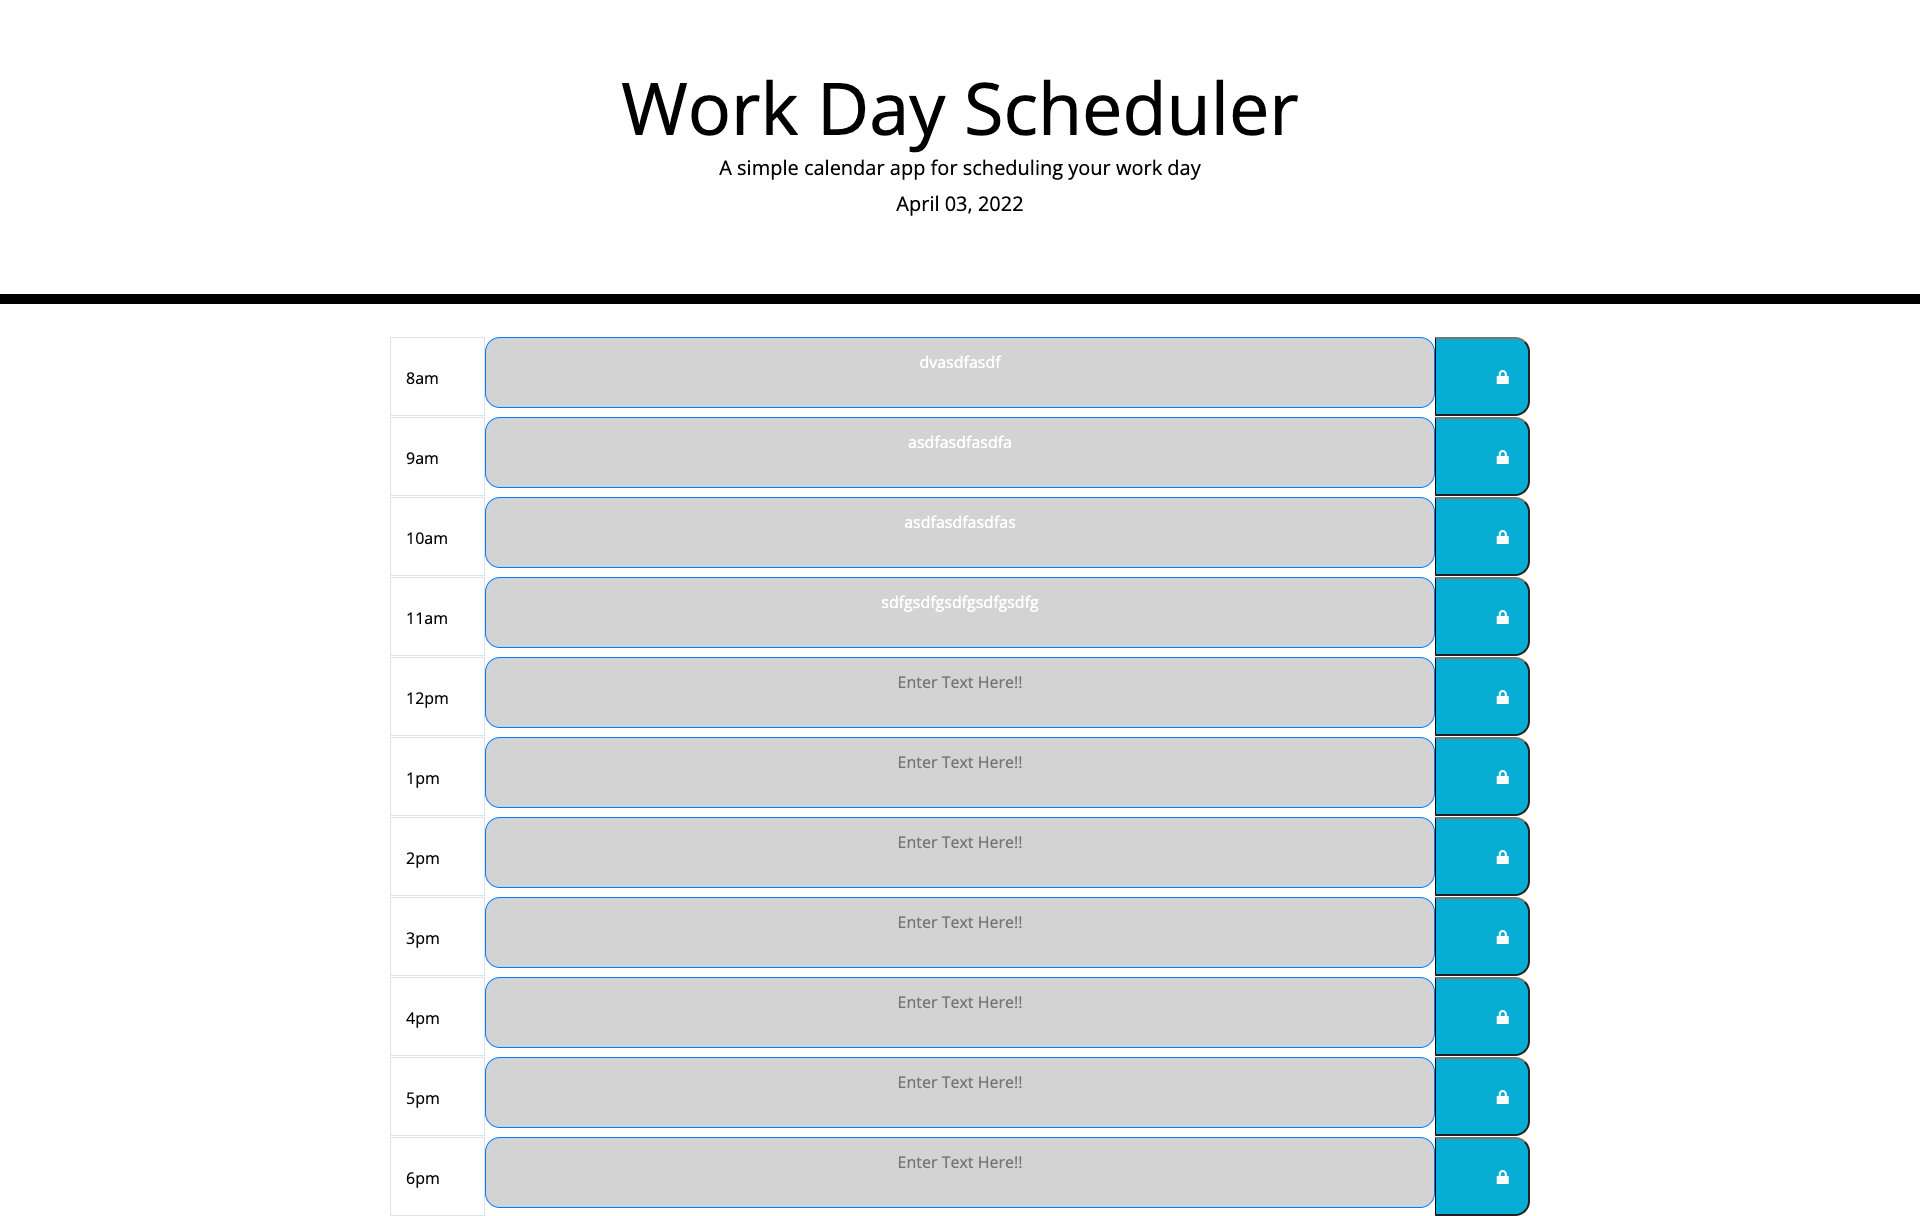 Work Day Scheduler
A simple calendar app for scheduling your work day
April 03, 2022
8am dvasdfasdf
9am asdfasdfasdfa
10am asdfasdfasdfas
11am sdfgsdfgsdfgsdfgsdfg
12pm Enter Text Here!!
1pm Enter Text Here!!
2pm Enter Text Here!!
3pm Enter Text Here!!
4pm Enter Text Here!!
5pm Enter Text Here!!
6pm Enter Text Here!!